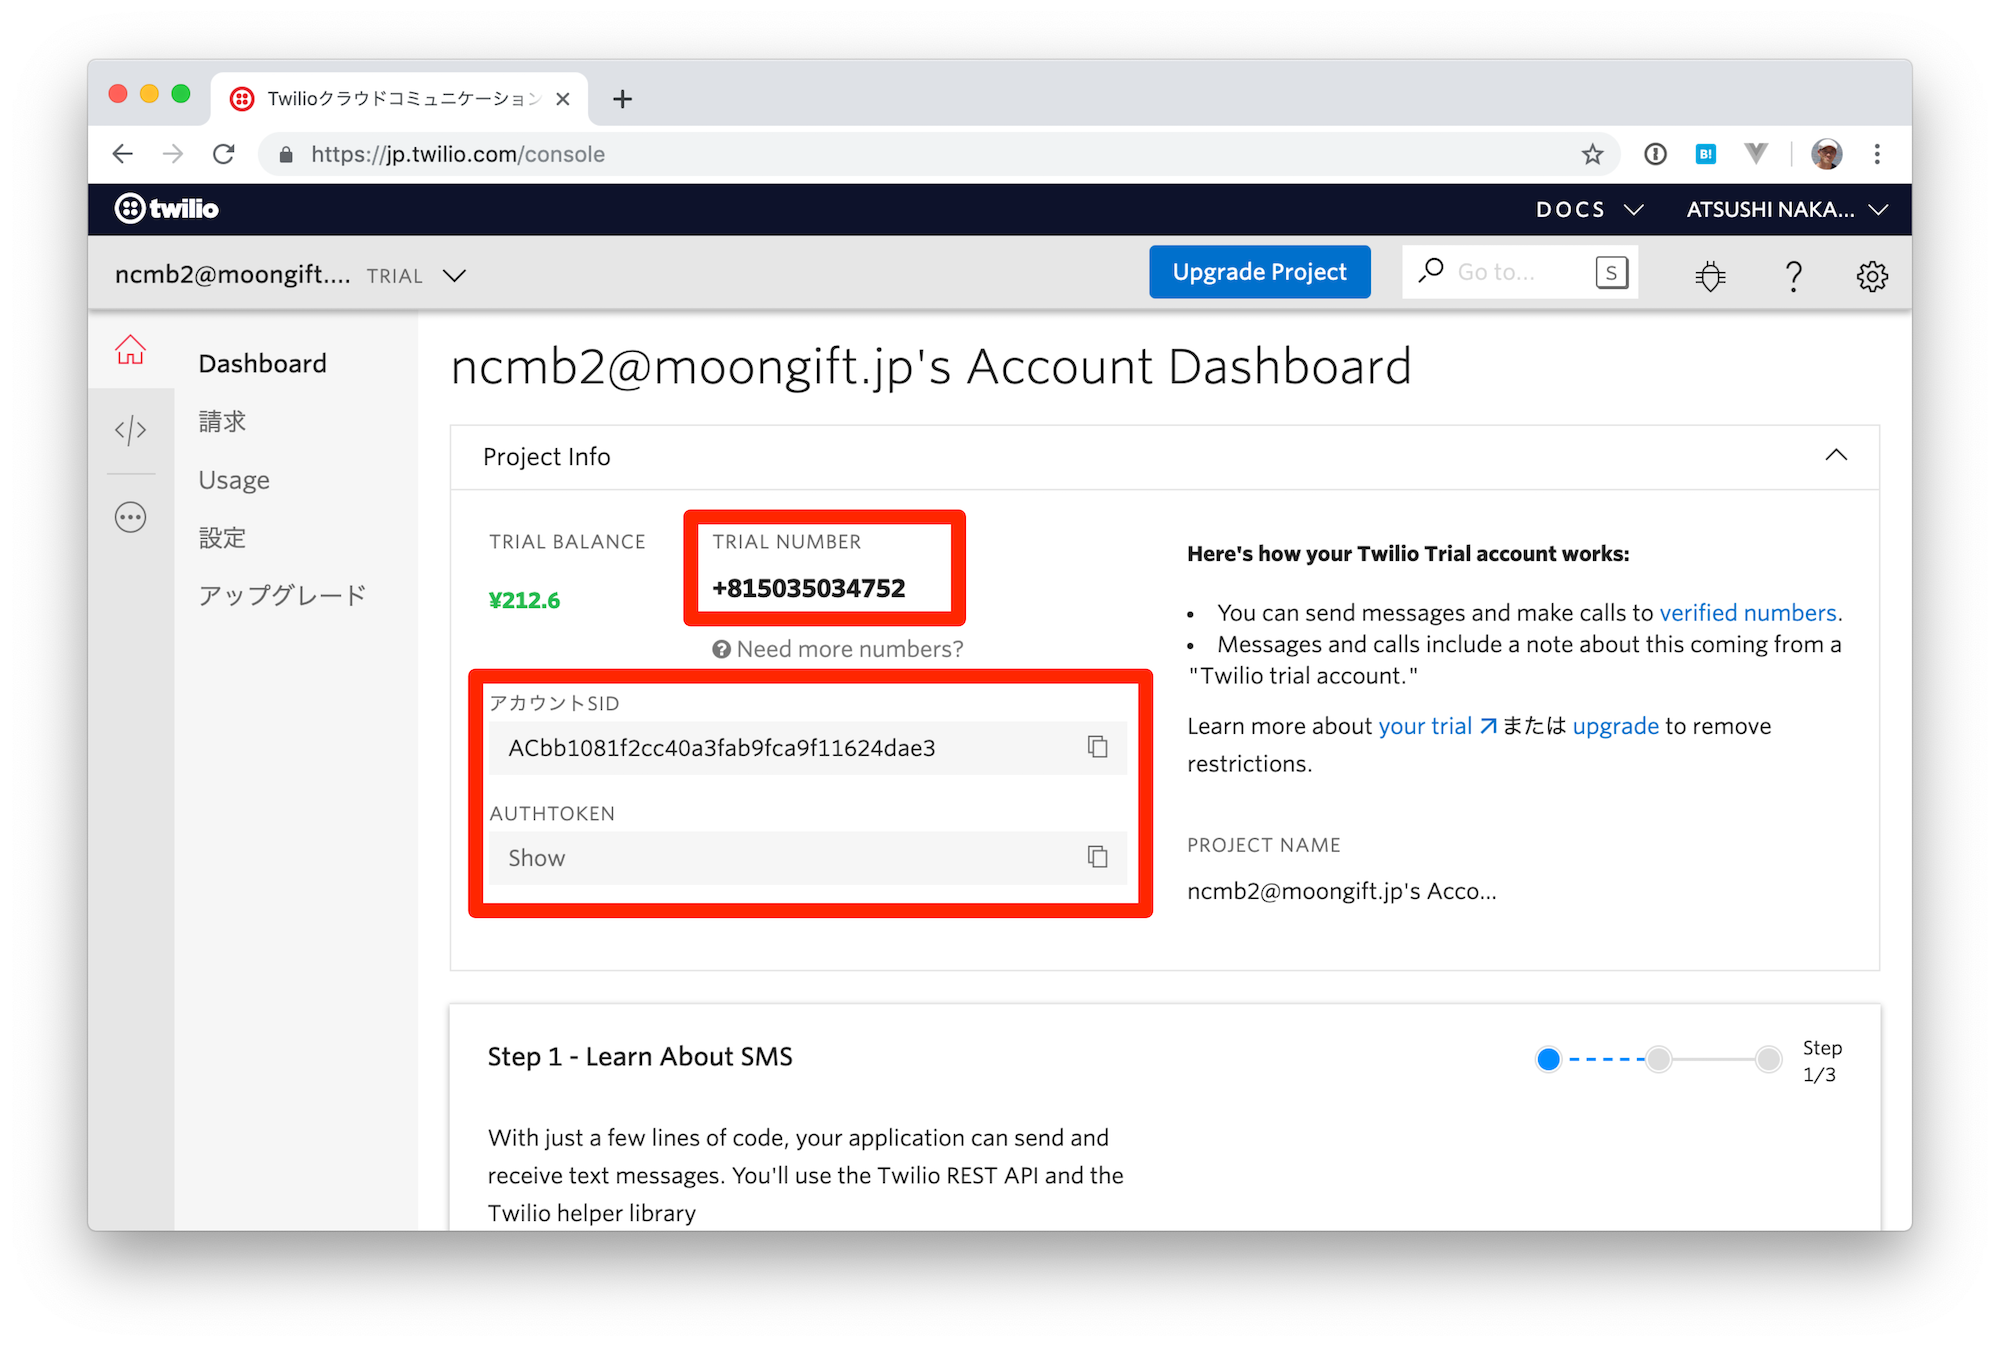 Twilioクラウドコミュニケーション
https://jp.twilio.com/console
B!
twilio
DOCS
ATSUSHI NAKA...
ncmb2@moongift.... TRIAL
Upgrade Project
Go to...
S
Dashboard
請求
Usage
設定
アップグレード
ncmb2@moongift.jp's Account Dashboard
Project Info
TRIAL BALANCE
¥212.6
TRIAL NUMBER
+815035034752
Need more numbers?
アカウントSID
ACbb1081f2cc40a3fab9fca9f11624dae3
AUTHTOKEN
Show
Here's how your Twilio Trial account works:
• You can send messages and make calls to verified numbers.
• Messages and calls include a note about this coming from a
"Twilio trial account."
Learn more about your trial または upgrade to remove
restrictions.
PROJECT NAME
ncmb2@moongift.jp's Acco...
Step 1 - Learn About SMS
Step
1/3
With just a few lines of code, your application can send and
receive text messages. You'll use the Twilio REST API and the
Twilio helper library